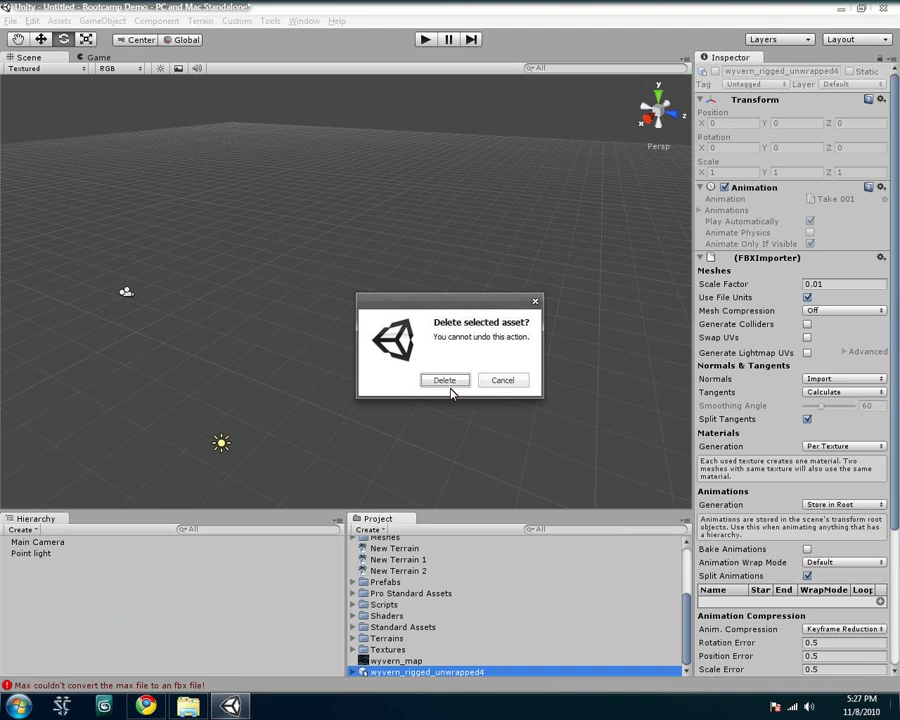 Unity - Untitled - Bootcamp Demo - PC and Mac Standalone*
File Edit Assets GameObject Component Terrain Custom Tools Window Help
Center Global Layers Layout
Scene Game
Textured RGB All
y
x z
Persp
Inspector
wyvern_rigged_unwrapped4 Static
Tag Untagged Layer Default
Transform
Position
X 0 Y 0 Z 0
Rotation
X 0 Y 0 Z 0
Scale
X 1 Y 1 Z 1
Animation
Animation Take 001
Animations
Play Automatically
Animate Physics
Animate Only If Visible
(FBXImporter)
Meshes
Scale Factor 0.01
Use File Units
Mesh Compression Off
Generate Colliders
Swap UVs
Generate Lightmap UVs Advanced
Normals & Tangents
Normals Import
Tangents Calculate
Smoothing Angle 60
Split Tangents
Materials
Generation Per Texture
Each used texture creates one material. Two
meshes with same texture will also use the same
material.
Animations
Generation Store in Root
Animations are stored in the scene's transform root
objects. Use this when animating anything that has
a hierarchy.
Bake Animations
Animation Wrap Mode Default
Split Animations
Name Star End WrapMode Loop
Animation Compression
Anim. Compression Keyframe Reduction
Rotation Error 0.5
Position Error 0.5
Scale Error 0.5
Delete selected asset?
You cannot undo this action.
Delete Cancel
Hierarchy
Create All
Main Camera
Point light
Project
Create All
Meshes
New Terrain
New Terrain 1
New Terrain 2
Prefabs
Pro Standard Assets
Scripts
Shaders
Standard Assets
Terrains
Textures
wyvern_map
wyvern_rigged_unwrapped4
Max couldn't convert the max file to an fbx file!
5:27 PM
11/8/2010